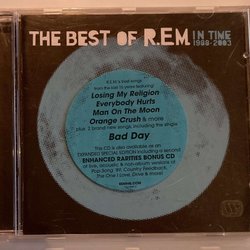 THE BEST OF R.E.M. IN TIME
1988-2003
R.E.M.'s best songs
from the last 15 years featuring:
Losing My Religion
Everybody Hurts
Man On The Moon
Orange Crush & more
plus 2 brand new songs, including the single
Bad Day
This CD is also available as an
EXPANDED SPECIAL EDITION including a second
ENHANCED RARITIES BONUS CD
of live, acoustic & non-album versions of
Pop Song '89, Country Feedback,
The One I Love, Drive & more!